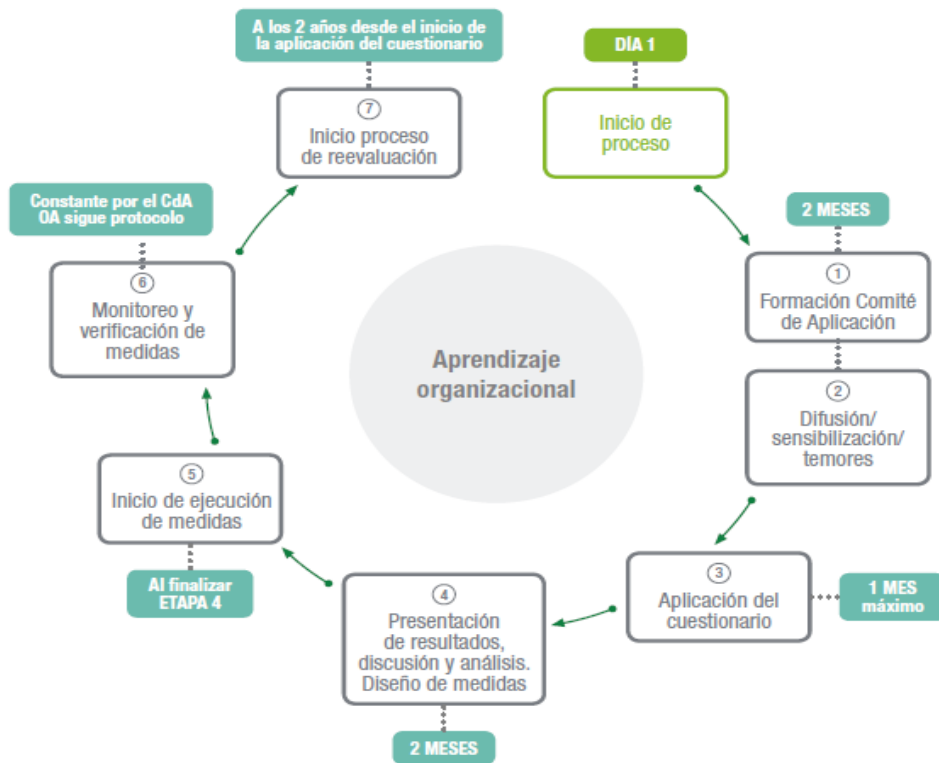 DÍA 1
Inicio de
proceso
2 MESES
1
Formación Comité
de Aplicación
2
Difusión/
sensibilización/
temores
3
Aplicación del
cuestionario
1 MES
máximo
4
Presentación
de resultados,
discusión y análisis.
Diseño de medidas
2 MESES
5
Inicio de ejecución
de medidas
Al finalizar
ETAPA 4
Constante por el CdA
OA sigue protocolo
6
Monitoreo y
verificación de
medidas
A los 2 años desde el inicio de
la aplicación del cuestionario
7
Inicio proceso
de reevaluación
Aprendizaje
organizacional